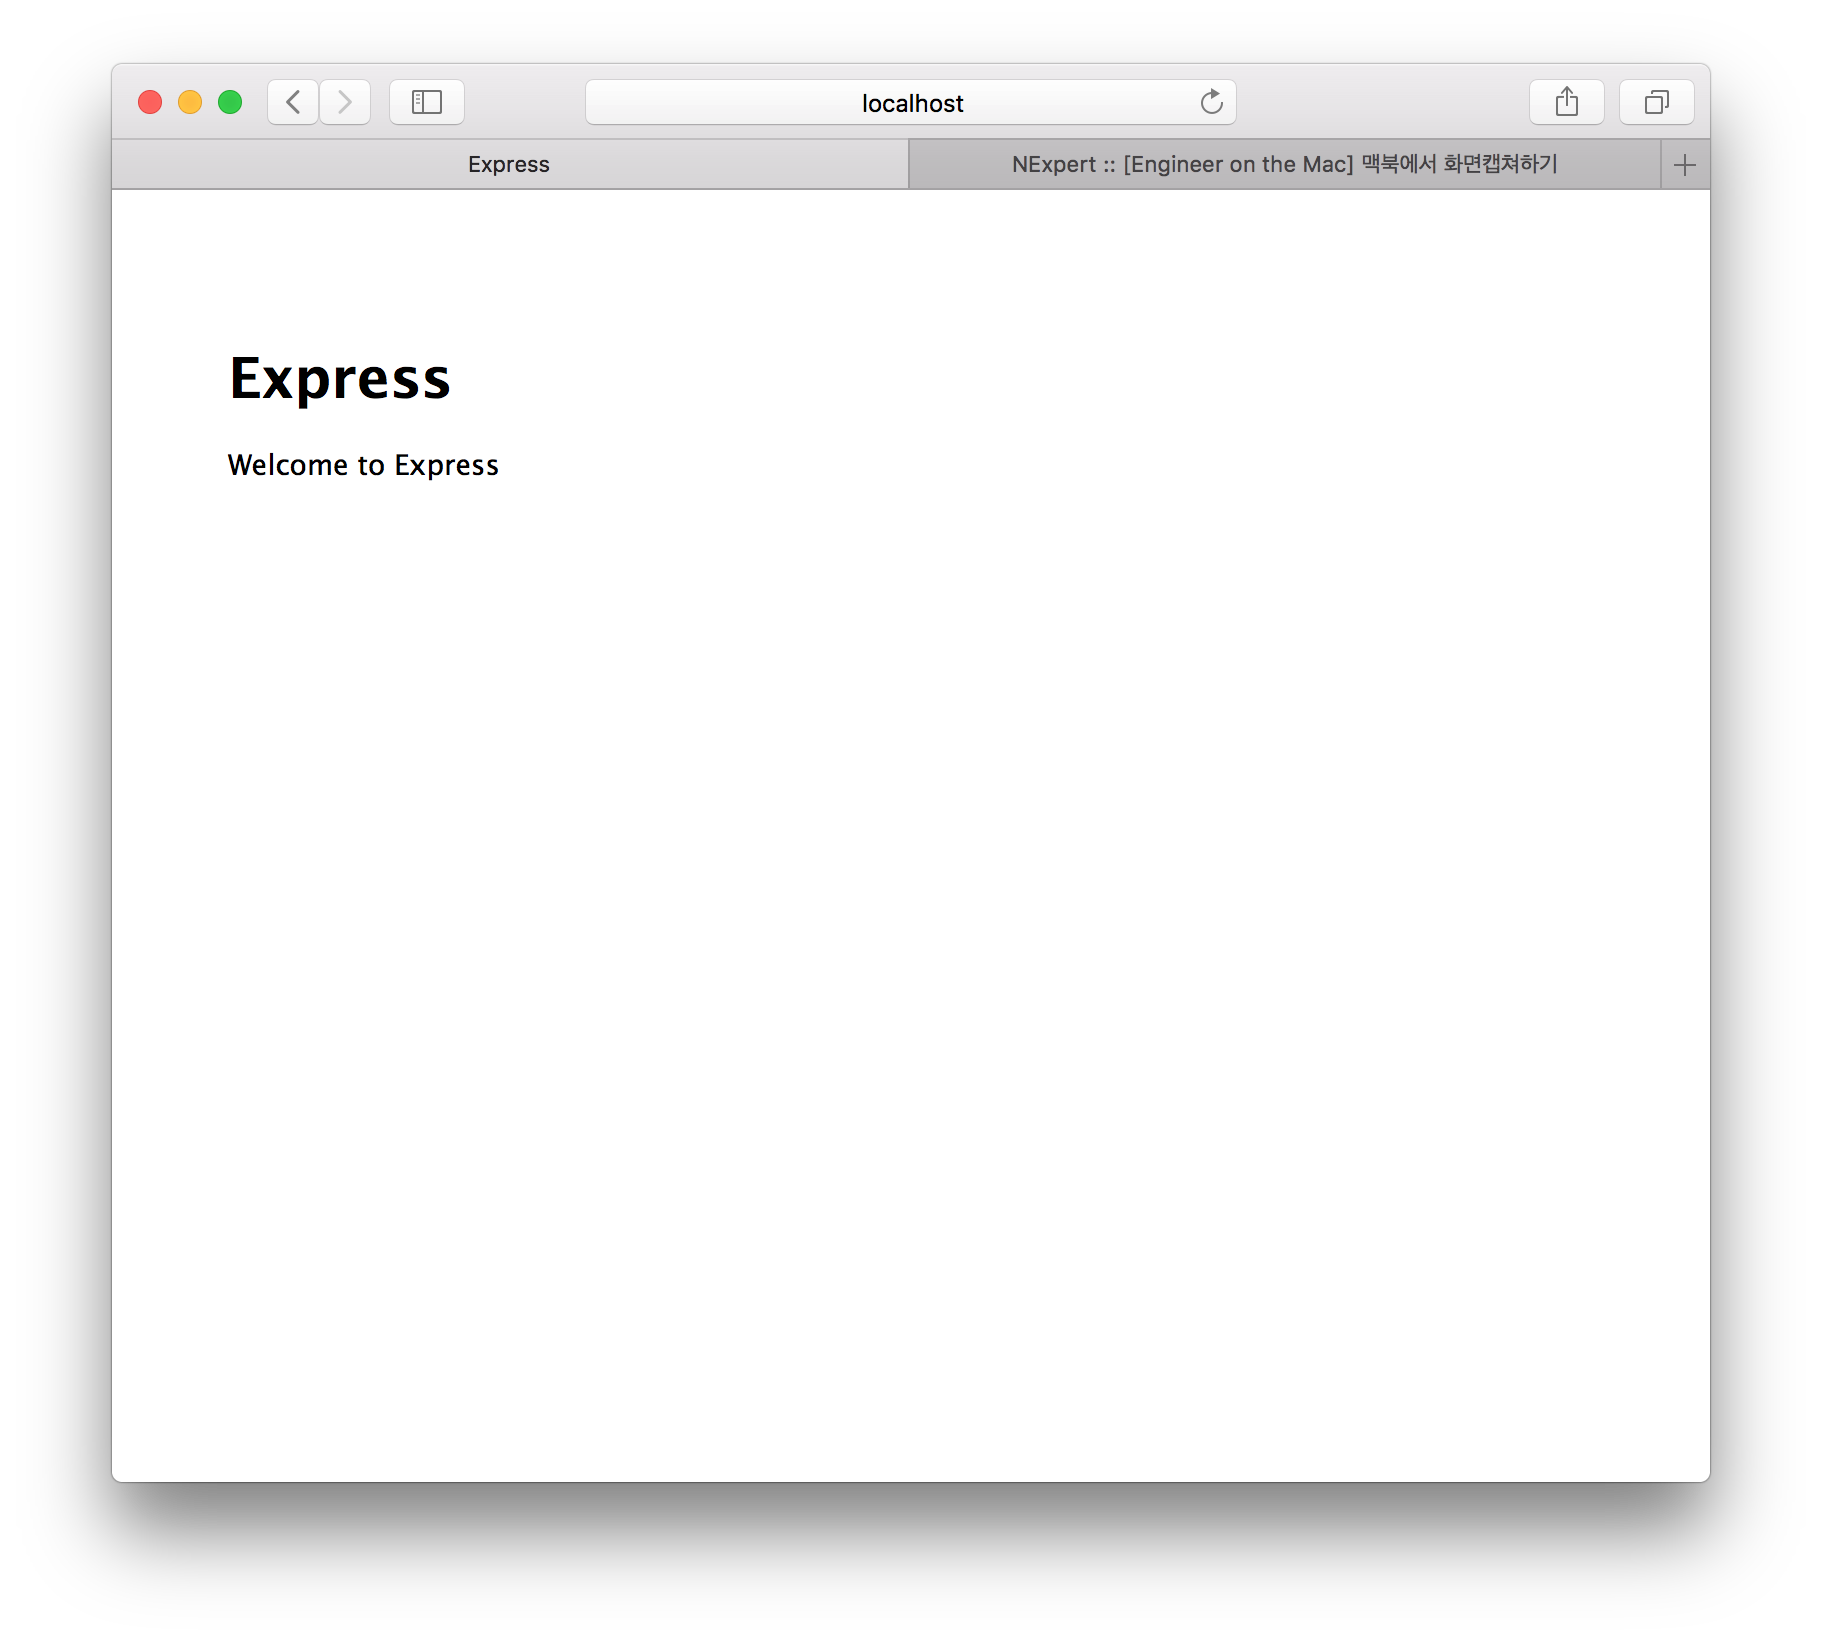 localhost
Express
NExpert :: [Engineer on the Mac] 맥북에서 화면캡쳐하기
Express
Welcome to Express